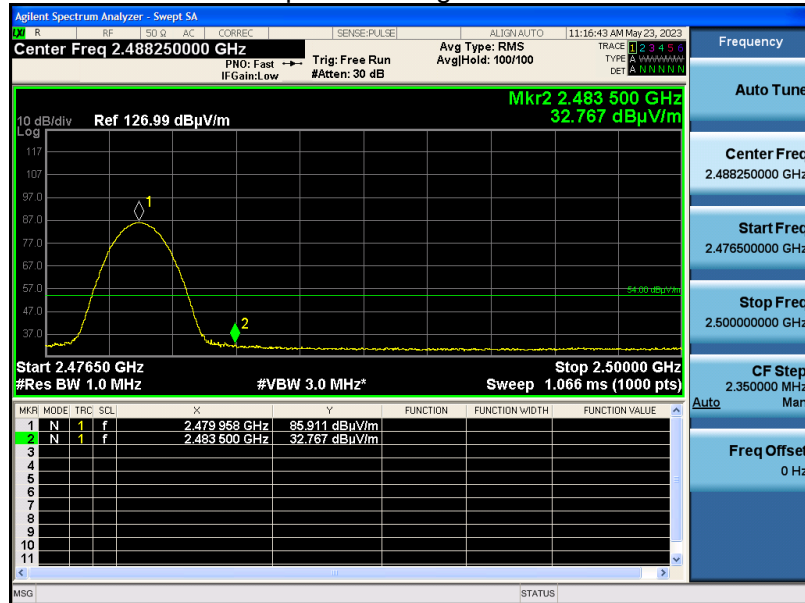 Agilent Spectrum Analyzer - Swept SA
LXI R RF 50 Ω AC CORREC SENSE:PULSE ALIGN AUTO 11:16:43 AM May 23, 2023
Center Freq 2.488250000 GHz
PNO: Fast
IFGain:Low
Trig: Free Run
#Atten: 30 dB
Avg Type: RMS
Avg|Hold: 100/100
TRACE 1 2 3 4 5 6
TYPE A WWWWW
DET A N N N N N
Mkr2 2.483 500 GHz
32.767 dBµV/m
10 dB/div Ref 126.99 dBµV/m
Log
117
107
97.0
87.0
77.0
67.0
57.0
47.0
37.0
1
2
54.00 dBµV/m
Start 2.47650 GHz Stop 2.50000 GHz
#Res BW 1.0 MHz #VBW 3.0 MHz* Sweep 1.066 ms (1000 pts)
MKR MODE TRC SCL X Y FUNCTION FUNCTION WIDTH FUNCTION VALUE
1 N 1 f 2.479 958 GHz 85.911 dBµV/m
2 N 1 f 2.483 500 GHz 32.767 dBµV/m
3
4
5
6
7
8
9
10
11
MSG STATUS
Frequency
Auto Tune
Center Freq
2.488250000 GHz
Start Freq
2.476500000 GHz
Stop Freq
2.500000000 GHz
CF Step
2.350000 MHz
Auto Man
Freq Offset
0 Hz